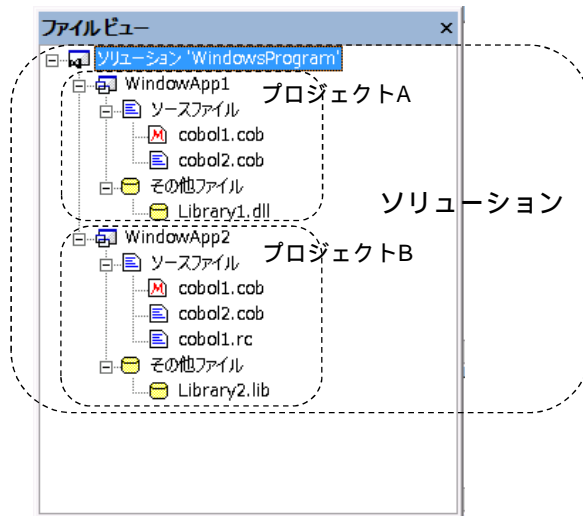 ファイル ビュー ×
ソリューション 'WindowsProgram'
WindowApp1
プロジェクトA
ソースファイル
cobol1.cob
cobol2.cob
その他ファイル
Library1.dll
ソリューション
WindowApp2
プロジェクトB
ソースファイル
cobol1.cob
cobol2.cob
cobol1.rc
その他ファイル
Library2.lib